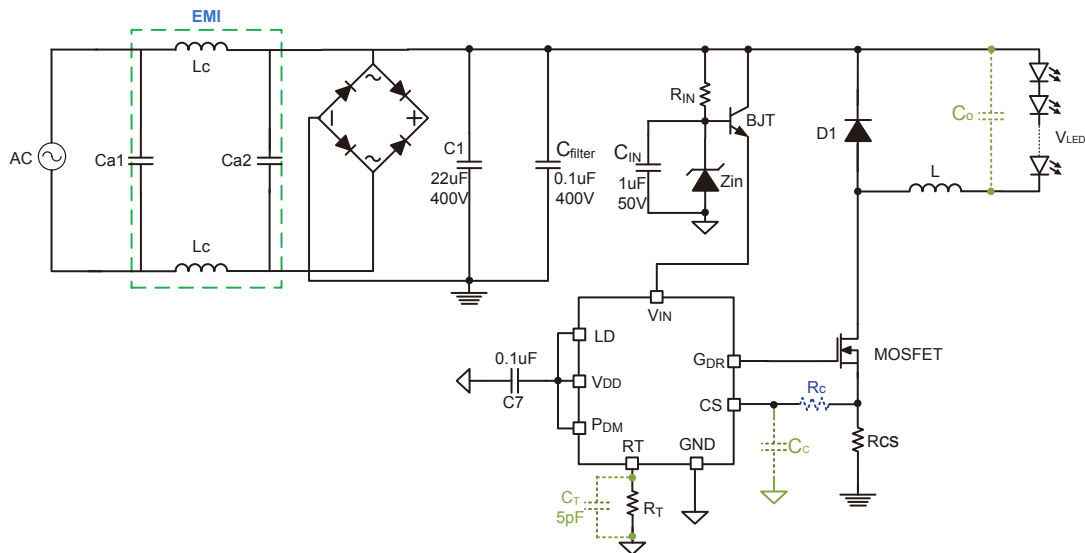 EMI
Lc
AC
Ca1
Ca2
Lc
~
~
C1
22uF
400V
Cfilter
0.1uF
400V
RIN
BJT
CIN
1uF
50V
Zin
D1
L
Co
VLED
VIN
LD
VDD
PDM
0.1uF
C7
GDR
CS
RT
GND
MOSFET
Rc
RCS
Cc
CT
5pF
RT